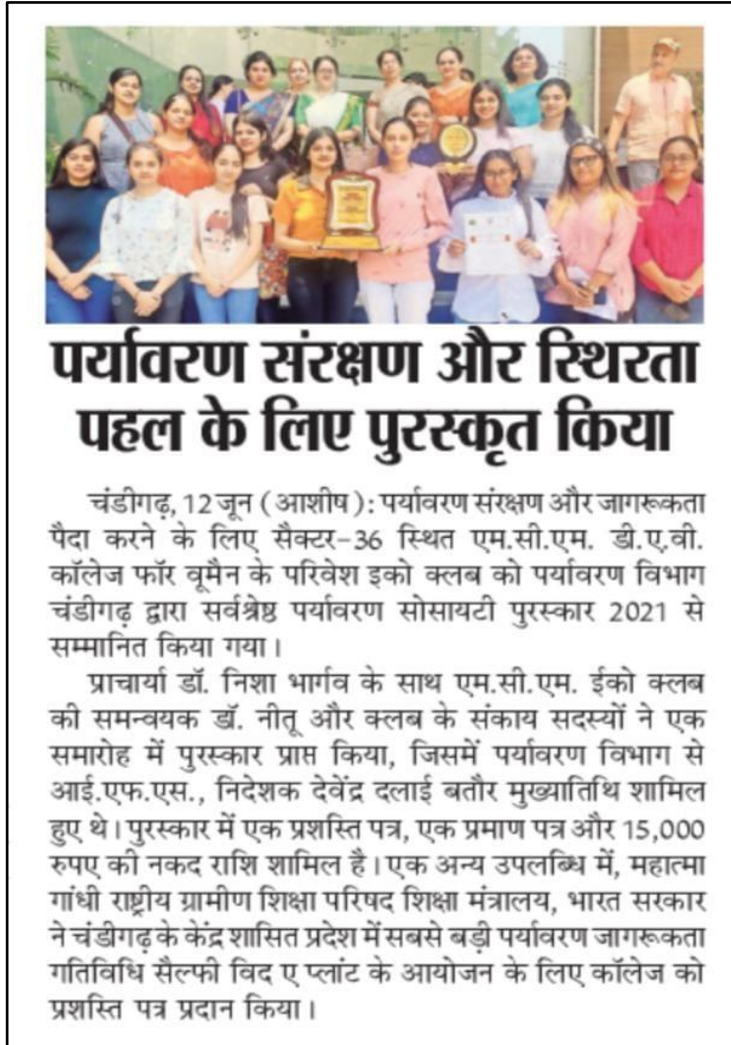 पर्यावरण संरक्षण और स्थिरता
पहल के लिए पुरस्कृत किया
चंडीगढ़, 12 जून (आशीष): पर्यावरण संरक्षण और जागरूकता
पैदा करने के लिए सैक्टर-36 स्थित एम.सी.एम. डी.ए.वी.
कॉलेज फॉर वूमैन के परिवेश इको क्लब को पर्यावरण विभाग
चंडीगढ़ द्वारा सर्वश्रेष्ठ पर्यावरण सोसायटी पुरस्कार 2021 से
सम्मानित किया गया।
प्राचार्या डॉ. निशा भार्गव के साथ एम.सी.एम. ईको क्लब
की समन्वयक डॉ. नीतू और क्लब के संकाय सदस्यों ने एक
समारोह में पुरस्कार प्राप्त किया, जिसमें पर्यावरण विभाग से
आई.एफ.एस., निदेशक देवेंद्र दलाई बतौर मुख्यातिथि शामिल
हुए थे। पुरस्कार में एक प्रशस्ति पत्र, एक प्रमाण पत्र और 15,000
रुपए की नकद राशि शामिल है। एक अन्य उपलब्धि में, महात्मा
गांधी राष्ट्रीय ग्रामीण शिक्षा परिषद शिक्षा मंत्रालय, भारत सरकार
ने चंडीगढ़ के केंद्र शासित प्रदेश में सबसे बड़ी पर्यावरण जागरूकता
गतिविधि सैल्फी विद ए प्लांट के आयोजन के लिए कॉलेज को
प्रशस्ति पत्र प्रदान किया।